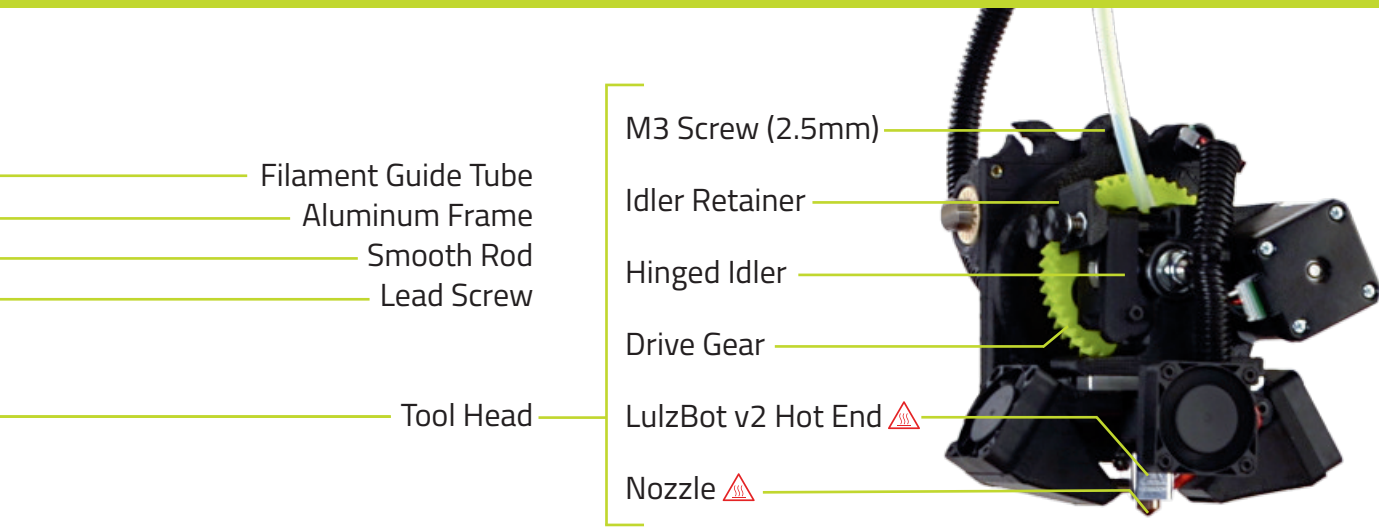 Filament Guide Tube
Aluminum Frame
Smooth Rod
Lead Screw
Tool Head
M3 Screw (2.5mm)
Idler Retainer
Hinged Idler
Drive Gear
LulzBot v2 Hot End
Nozzle